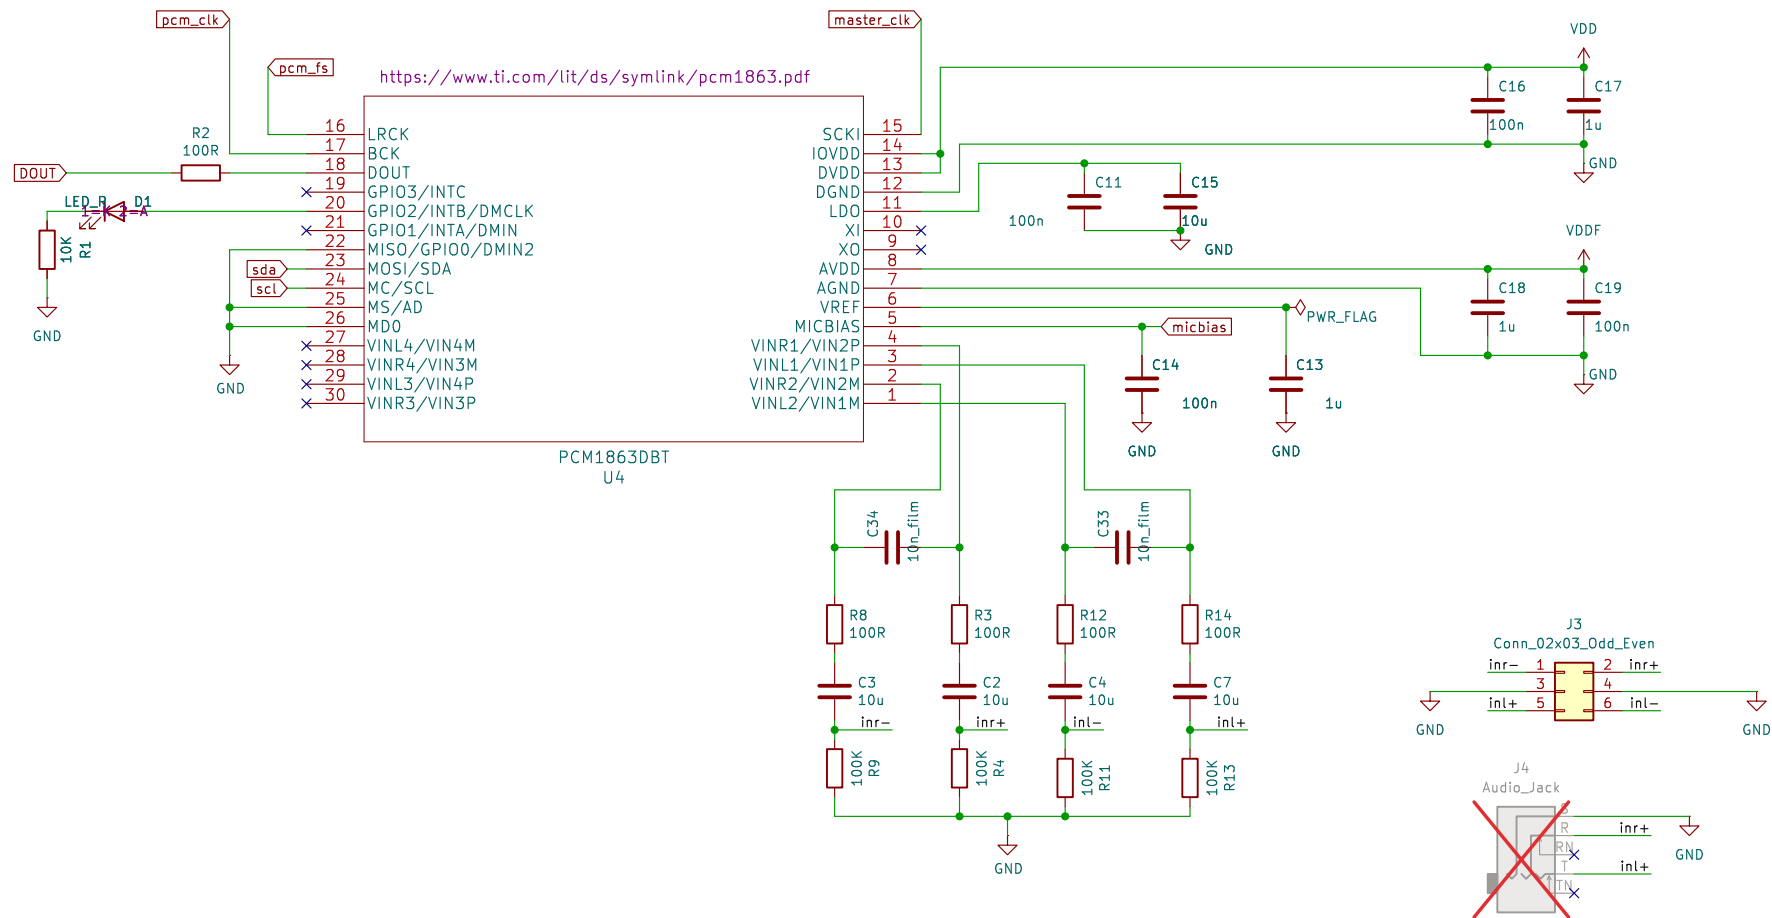 pcm_clk
master_clk
VDD
pcm_fs
https://www.ti.com/lit/ds/symlink/pcm1863.pdf
C16
100n
C17
1u
GND
R2
100R
DOUT
16 LRCK
17 BCK
18 DOUT
19 GPIO3/INTC
20 GPIO2/INTB/DMCLK
21 GPIO1/INTA/DMIN
22 MISO/GPIO0/DMIN2
23 MOSI/SDA
24 MC/SCL
25 MS/AD
26 MD0
27 VINL4/VIN4M
28 VINR4/VIN3M
29 VINL3/VIN4P
30 VINR3/VIN3P
SCKI 15
IOVDD 14
DVDD 13
DGND 12
LDO 11
XI 10
XO 9
AVDD 8
AGND 7
VREF 6
MICBIAS 5
VINR1/VIN2P 4
VINL1/VIN1P 3
VINR2/VIN2M 2
VINL2/VIN1M 1
PCM1863DBT
U4
LED_R D1
2=A
10K
R1
GND
sda
scl
GND
C11
100n
C15
10u
GND
VDDF
C18
1u
C19
100n
GND
PWR_FLAG
micbias
C14
100n
GND
C13
1u
GND
C34
10n_film
C33
10n_film
R8
100R
R3
100R
R12
100R
R14
100R
C3
10u
C2
10u
C4
10u
C7
10u
inr-
inr+
inl-
inl+
100K
R9
100K
R4
100K
R11
100K
R13
GND
J3
Conn_02x03_Odd_Even
inr- 1 2 inr+
3 4
inl+ 5 6 inl-
GND
GND
J4
Audio_Jack
S
R inr+
RN
T inl+
TN
GND